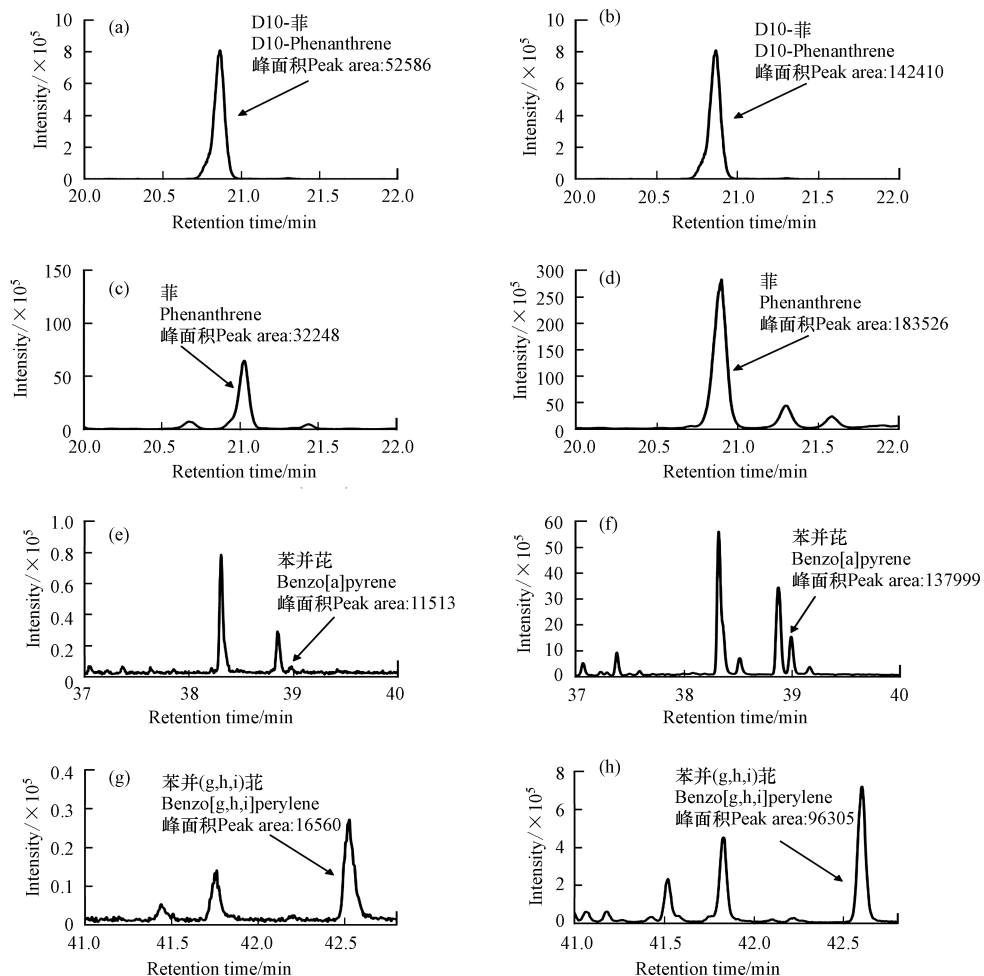 (a)
D10-菲
D10-Phenanthrene
峰面积Peak area:52586
Intensity/×10⁵
10
8
6
4
2
0
20.0 20.5 21.0 21.5 22.0
Retention time/min
(b)
D10-菲
D10-Phenanthrene
峰面积Peak area:142410
Intensity/×10⁵
10
8
6
4
2
0
20.0 20.5 21.0 21.5 22.0
Retention time/min
(c)
菲
Phenanthrene
峰面积Peak area:32248
Intensity/×10⁵
150
100
50
0
20.0 20.5 21.0 21.5 22.0
Retention time/min
(d)
菲
Phenanthrene
峰面积Peak area:183526
Intensity/×10⁵
300
250
200
150
100
50
0
20.0 20.5 21.0 21.5 22.0
Retention time/min
(e)
苯并芘
Benzo[a]pyrene
峰面积Peak area:11513
Intensity/×10⁵
1.0
0.8
0.6
0.4
0.2
0
37 38 39 40
Retention time/min
(f)
苯并芘
Benzo[a]pyrene
峰面积Peak area:137999
Intensity/×10⁵
60
50
40
30
20
10
0
37 38 39 40
Retention time/min
(g)
苯并(g,h,i)苝
Benzo[g,h,i]perylene
峰面积Peak area:16560
Intensity/×10⁵
0.4
0.3
0.2
0.1
0
41.0 41.5 42.0 42.5
Retention time/min
(h)
苯并(g,h,i)苝
Benzo[g,h,i]perylene
峰面积Peak area:96305
Intensity/×10⁵
8
6
4
2
0
41.0 41.5 42.0 42.5
Retention time/min